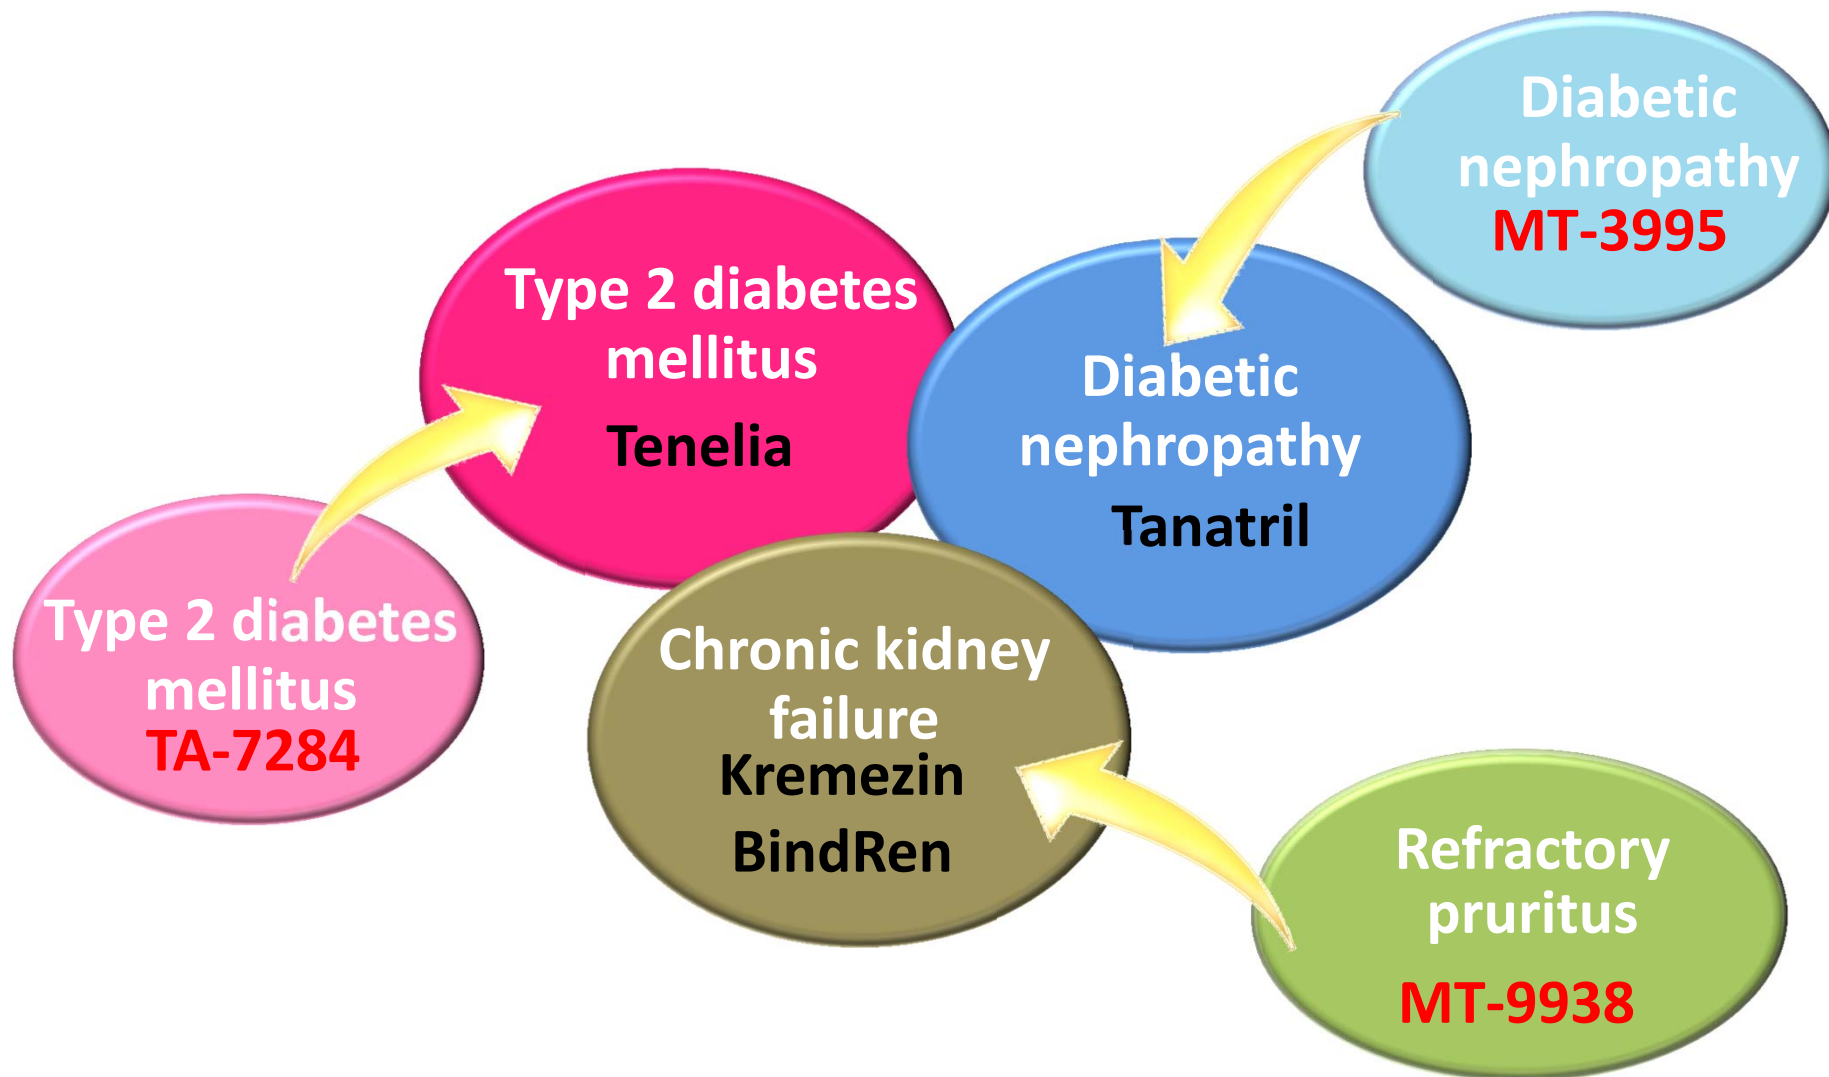 Diabetic
nephropathy
MT-3995
Type 2 diabetes
mellitus
Tenelia
Diabetic
nephropathy
Tanatril
Type 2 diabetes
mellitus
TA-7284
Chronic kidney
failure
Kremezin
BindRen
Refractory
pruritus
MT-9938